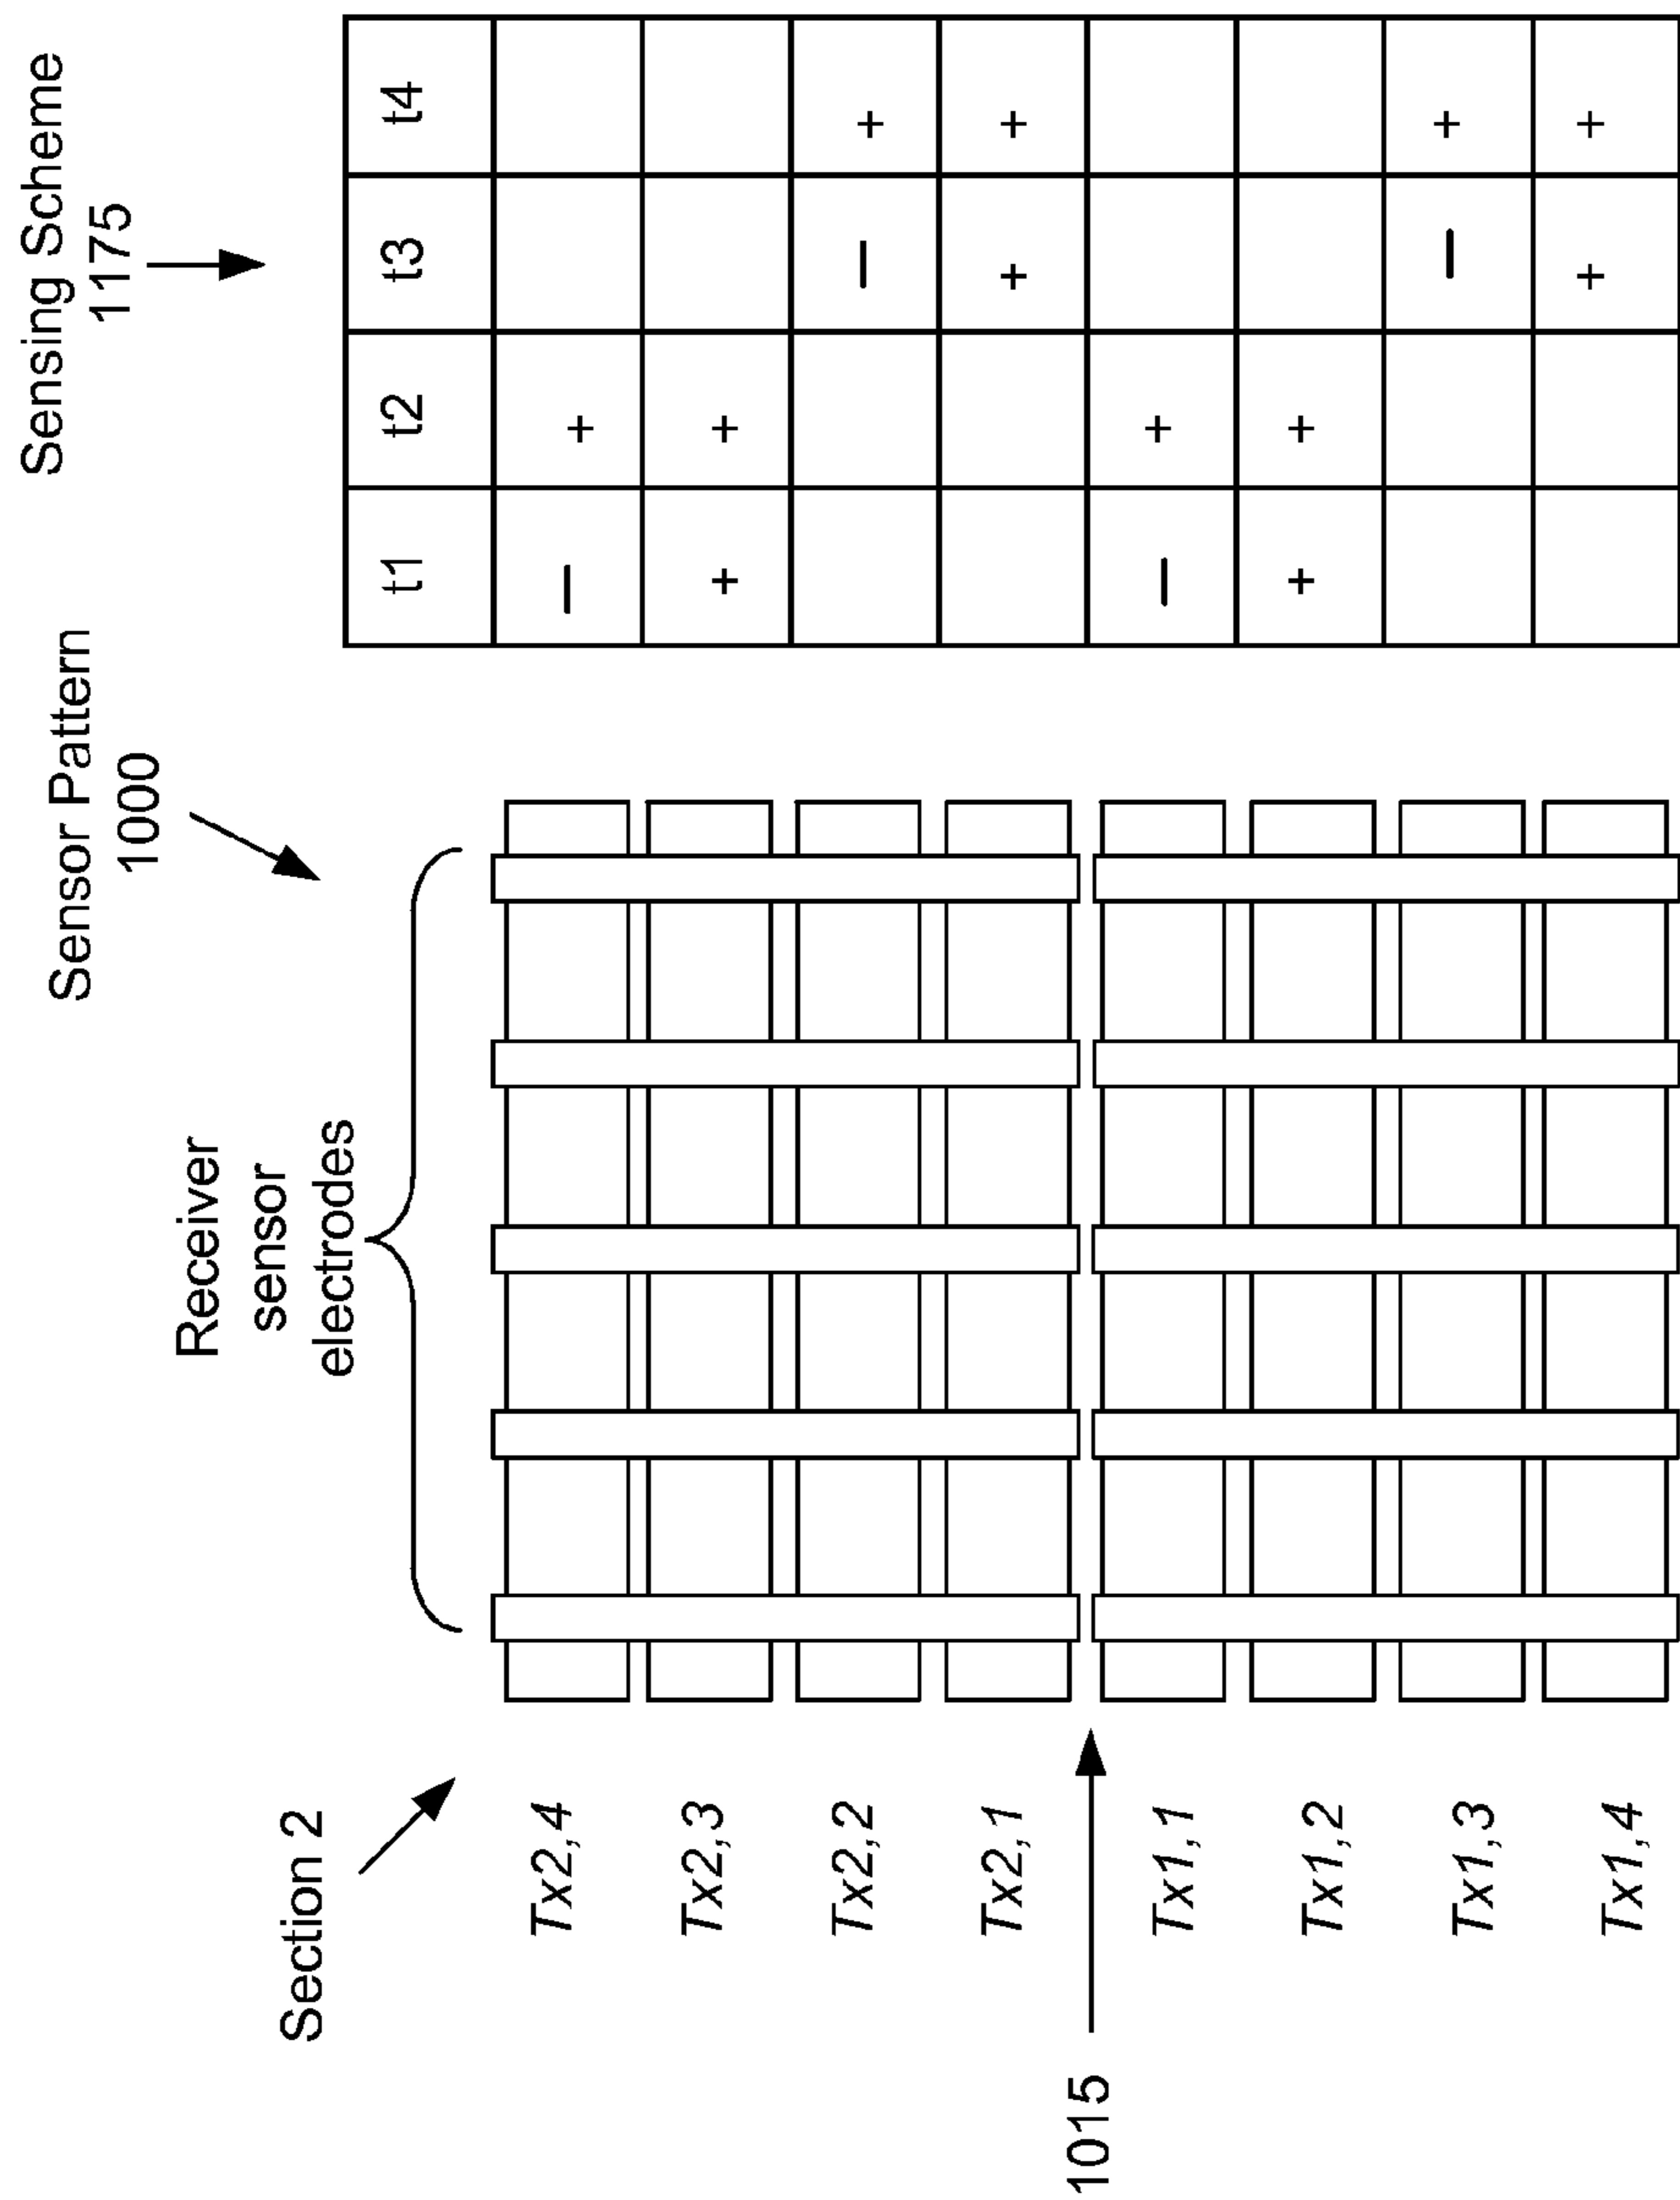 Sensing Scheme
1175
Sensor Pattern
1000
Receiver
sensor
electrodes
Section 2
t1 t2 t3 t4
Tx2,4 − +
Tx2,3 + +
Tx2,2 − +
Tx2,1 + +
1015
Tx1,1 − +
Tx1,2 + +
Tx1,3 − +
Tx1,4 + +